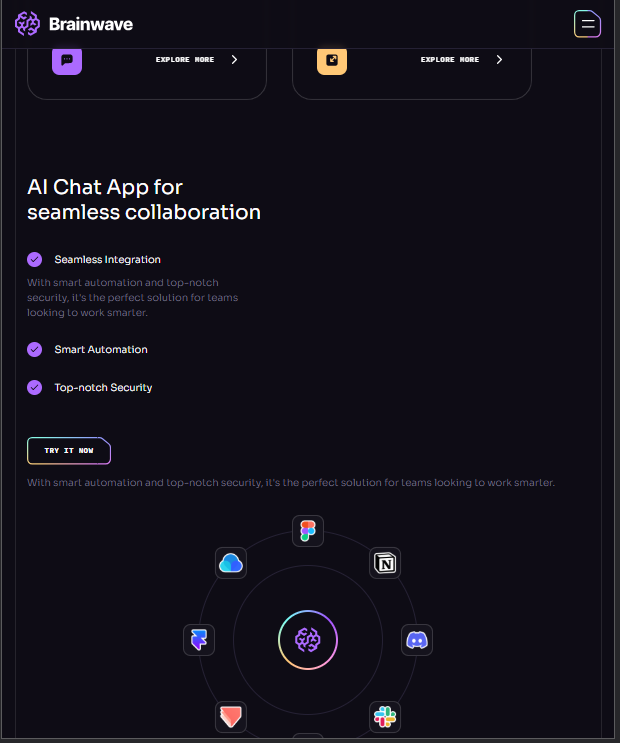 Brainwave
EXPLORE MORE
EXPLORE MORE
AI Chat App for
seamless collaboration
Seamless Integration
With smart automation and top-notch
security, it's the perfect solution for teams
looking to work smarter.
Smart Automation
Top-notch Security
TRY IT NOW
With smart automation and top-notch security, it's the perfect solution for teams looking to work smarter.
N